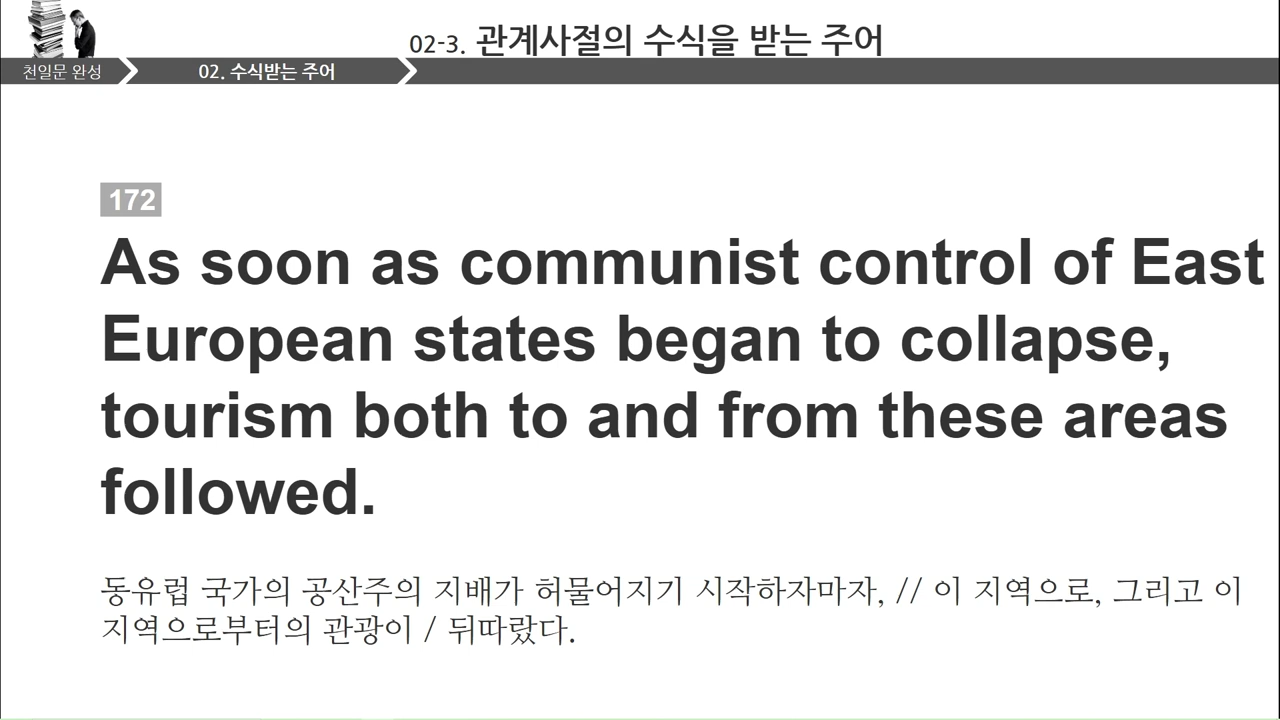 02-3. 관계사절의 수식을 받는 주어
천일문 완성
02. 수식받는 주어
172
As soon as communist control of East
European states began to collapse,
tourism both to and from these areas
followed.
동유럽 국가의 공산주의 지배가 허물어지기 시작하자마자, // 이 지역으로, 그리고 이
지역으로부터의 관광이 / 뒤따랐다.